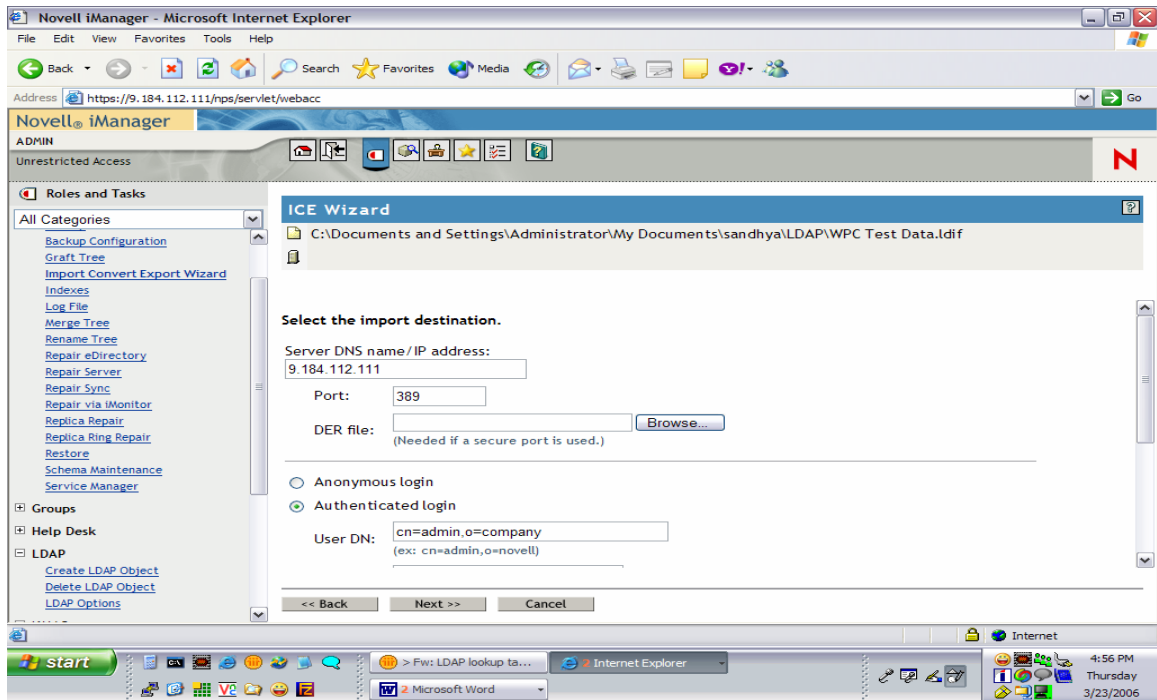 Novell iManager - Microsoft Internet Explorer
File Edit View Favorites Tools Help
Back Search Favorites Media
Address https://9.184.112.111/nps/servlet/webacc Go
Novell® iManager
ADMIN
Unrestricted Access
N
Roles and Tasks
All Categories
Backup Configuration
Graft Tree
Import Convert Export Wizard
Indexes
Log File
Merge Tree
Rename Tree
Repair eDirectory
Repair Server
Repair Sync
Repair via iMonitor
Replica Repair
Replica Ring Repair
Restore
Schema Maintenance
Service Manager
Groups
Help Desk
LDAP
Create LDAP Object
Delete LDAP Object
LDAP Options
ICE Wizard
C:\Documents and Settings\Administrator\My Documents\sandhya\LDAP\WPC Test Data.ldif
Select the import destination.
Server DNS name/IP address:
9.184.112.111
Port: 389
DER file: Browse...
(Needed if a secure port is used.)
Anonymous login
Authenticated login
User DN: cn=admin,o=company
(ex: cn=admin,o=novell)
<< Back Next >> Cancel
Internet
start > Fw: LDAP lookup ta... 2 Internet Explorer 4:56 PM
2 Microsoft Word Thursday
3/23/2006